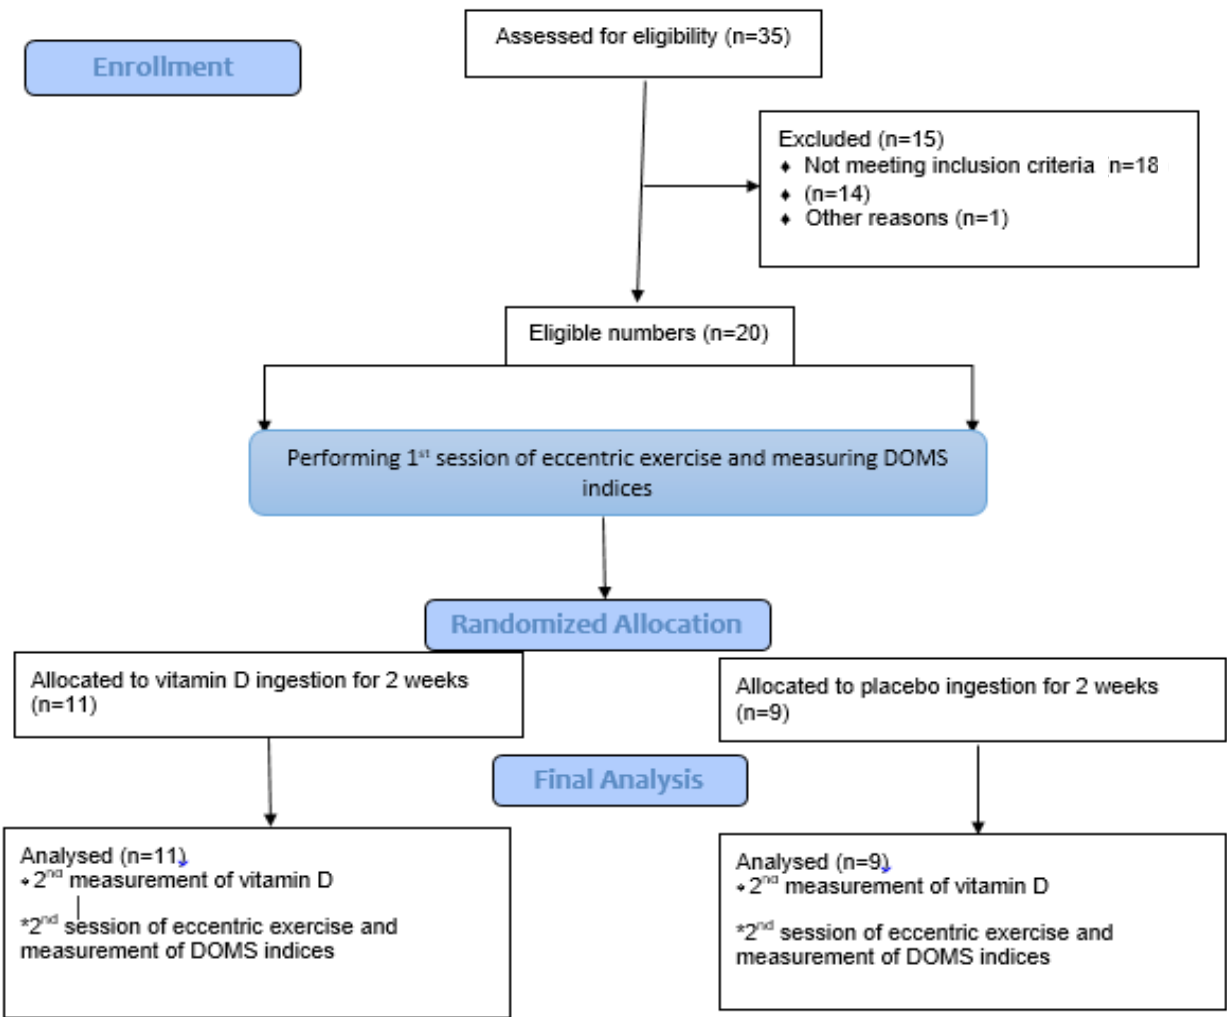 Assessed for eligibility (n=35)
Enrollment
Excluded (n=15)
♦ Not meeting inclusion criteria n=18
♦ (n=14)
♦ Other reasons (n=1)
Eligible numbers (n=20)
Performing 1st session of eccentric exercise and measuring DOMS
indices
Randomized Allocation
Allocated to vitamin D ingestion for 2 weeks
(n=11)
Allocated to placebo ingestion for 2 weeks
(n=9)
Final Analysis
Analysed (n=11)
♦ 2nd measurement of vitamin D
*2nd session of eccentric exercise and
measurement of DOMS indices
Analysed (n=9)
♦ 2nd measurement of vitamin D
*2nd session of eccentric exercise and
measurement of DOMS indices